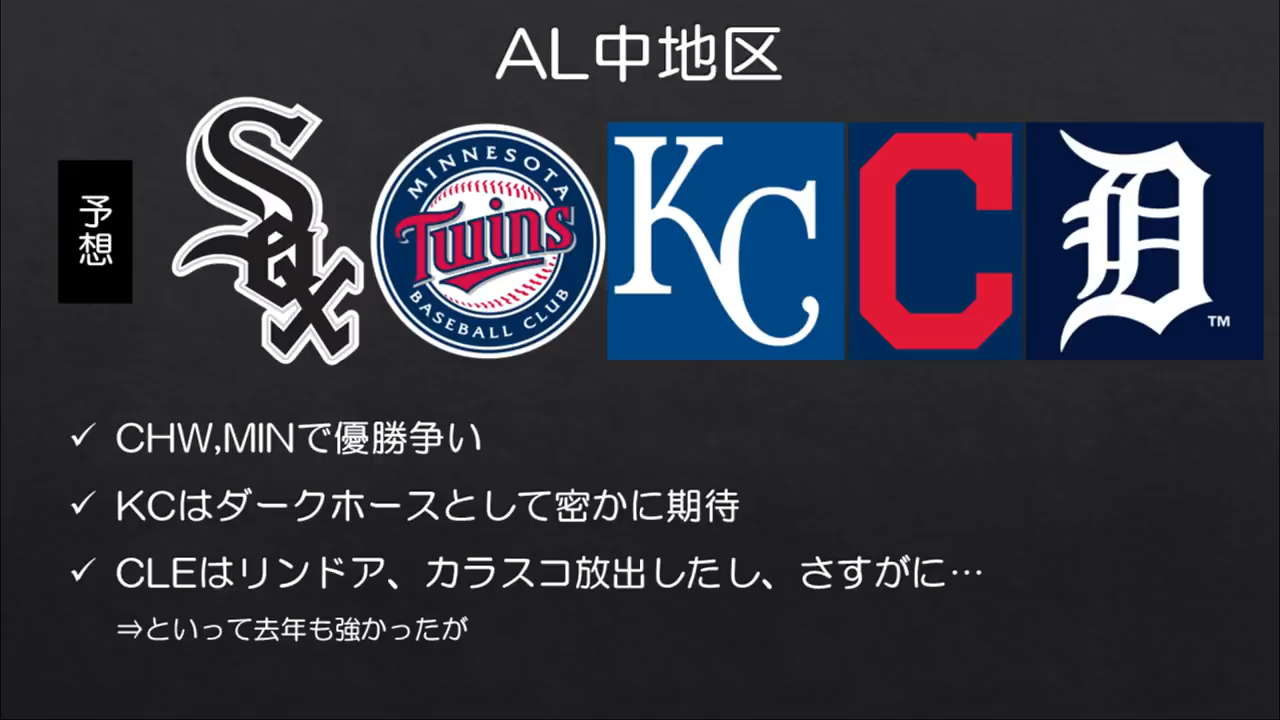 AL中地区
予想
Sox
MINNESOTA
Twins
BASEBALL CLUB
KC
C
D
TM
✓ CHW,MINで優勝争い
✓ KCはダークホースとして密かに期待
✓ CLEはリンドア、カラスコ放出したし、さすがに…
⇒といって去年も強かったが